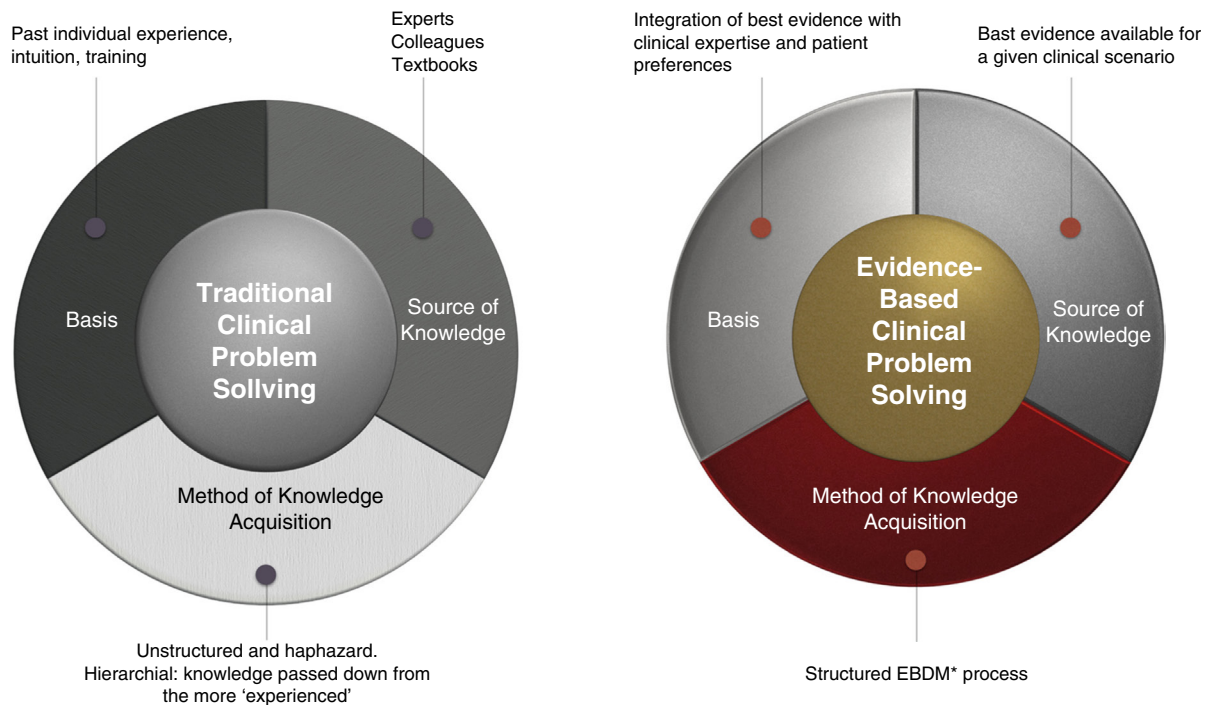 Past individual experience,
intuition, training
Experts
Colleagues
Textbooks
Basis
Traditional
Clinical
Problem
Sollving
Source of
Knowledge
Method of Knowledge
Acquisition
Unstructured and haphazard.
Hierarchial: knowledge passed down from
the more ‘experienced’
Integration of best evidence with
clinical expertise and patient
preferences
Bast evidence available for
a given clinical scenario
Basis
Evidence-
Based
Clinical
Problem
Solving
Source of
Knowledge
Method of Knowledge
Acquisition
Structured EBDM* process